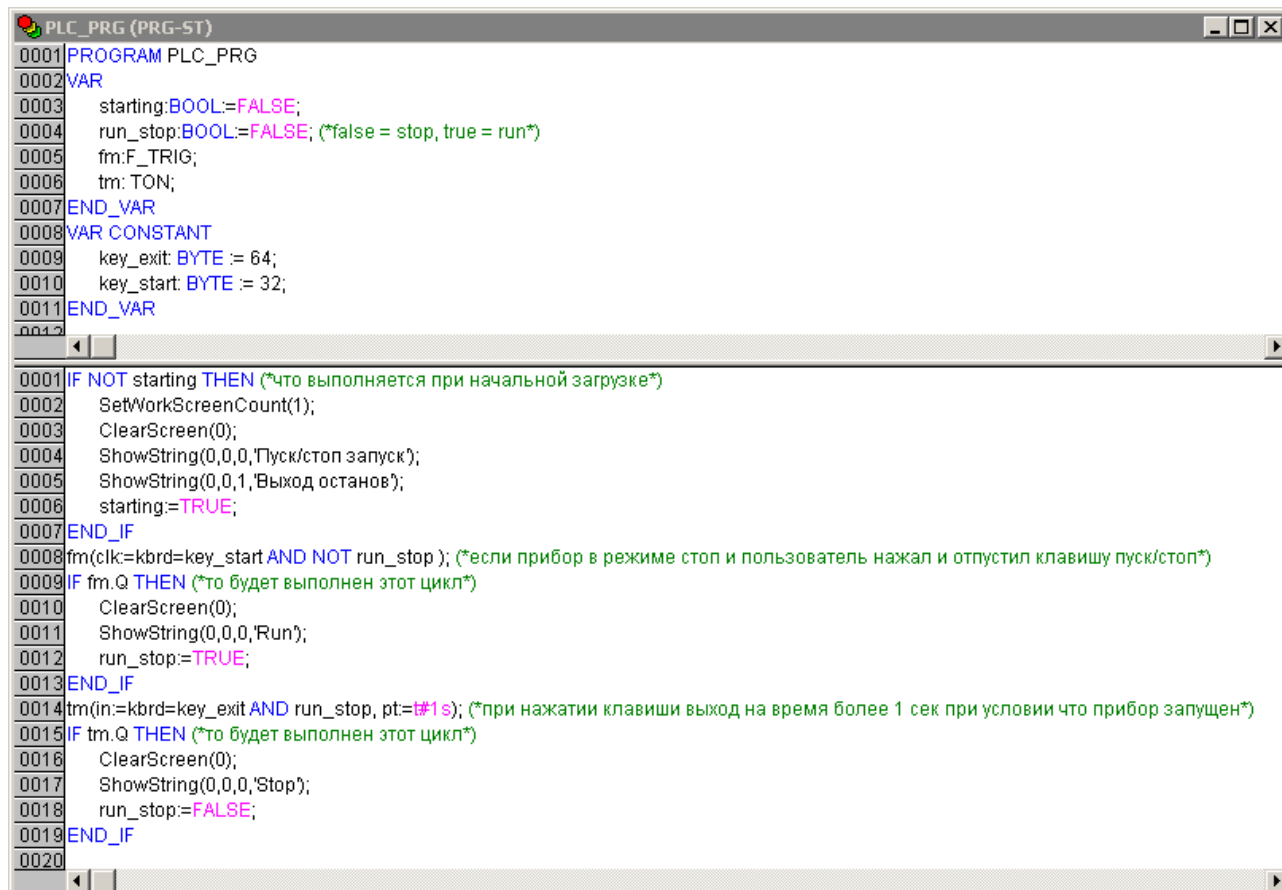 PLC_PRG (PRG-ST)
0001 PROGRAM PLC_PRG
0002 VAR
0003 starting:BOOL:=FALSE;
0004 run_stop:BOOL:=FALSE; (*false = stop, true = run*)
0005 fm:F_TRIG;
0006 tm: TON;
0007 END_VAR
0008 VAR CONSTANT
0009 key_exit: BYTE := 64;
0010 key_start: BYTE := 32;
0011 END_VAR
0012
0001 IF NOT starting THEN (*что выполняется при начальной загрузке*)
0002 SetWorkScreenCount(1);
0003 ClearScreen(0);
0004 ShowString(0,0,0,'Пуск/стоп запуск');
0005 ShowString(0,0,1,'Выход останов');
0006 starting:=TRUE;
0007 END_IF
0008 fm(clk:=kbrd=key_start AND NOT run_stop ); (*если прибор в режиме стоп и пользователь нажал и отпустил клавишу пуск/стоп*)
0009 IF fm.Q THEN (*то будет выполнен этот цикл*)
0010 ClearScreen(0);
0011 ShowString(0,0,0,'Run');
0012 run_stop:=TRUE;
0013 END_IF
0014 tm(in:=kbrd=key_exit AND run_stop, pt:=t#1s); (*при нажатии клавиши выход на время более 1 сек при условии что прибор запущен*)
0015 IF tm.Q THEN (*то будет выполнен этот цикл*)
0016 ClearScreen(0);
0017 ShowString(0,0,0,'Stop');
0018 run_stop:=FALSE;
0019 END_IF
0020